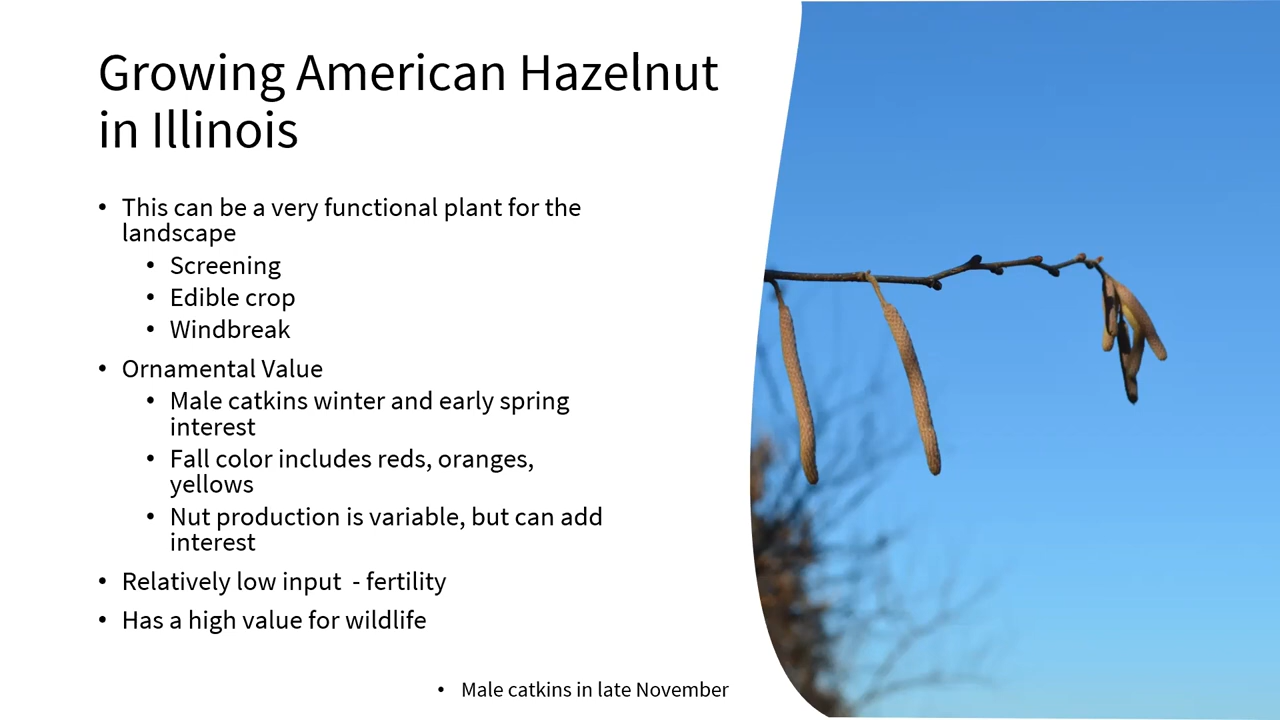 Growing American Hazelnut
in Illinois
• This can be a very functional plant for the
landscape
• Screening
• Edible crop
• Windbreak
• Ornamental Value
• Male catkins winter and early spring
interest
• Fall color includes reds, oranges,
yellows
• Nut production is variable, but can add
interest
• Relatively low input  - fertility
• Has a high value for wildlife
• Male catkins in late November